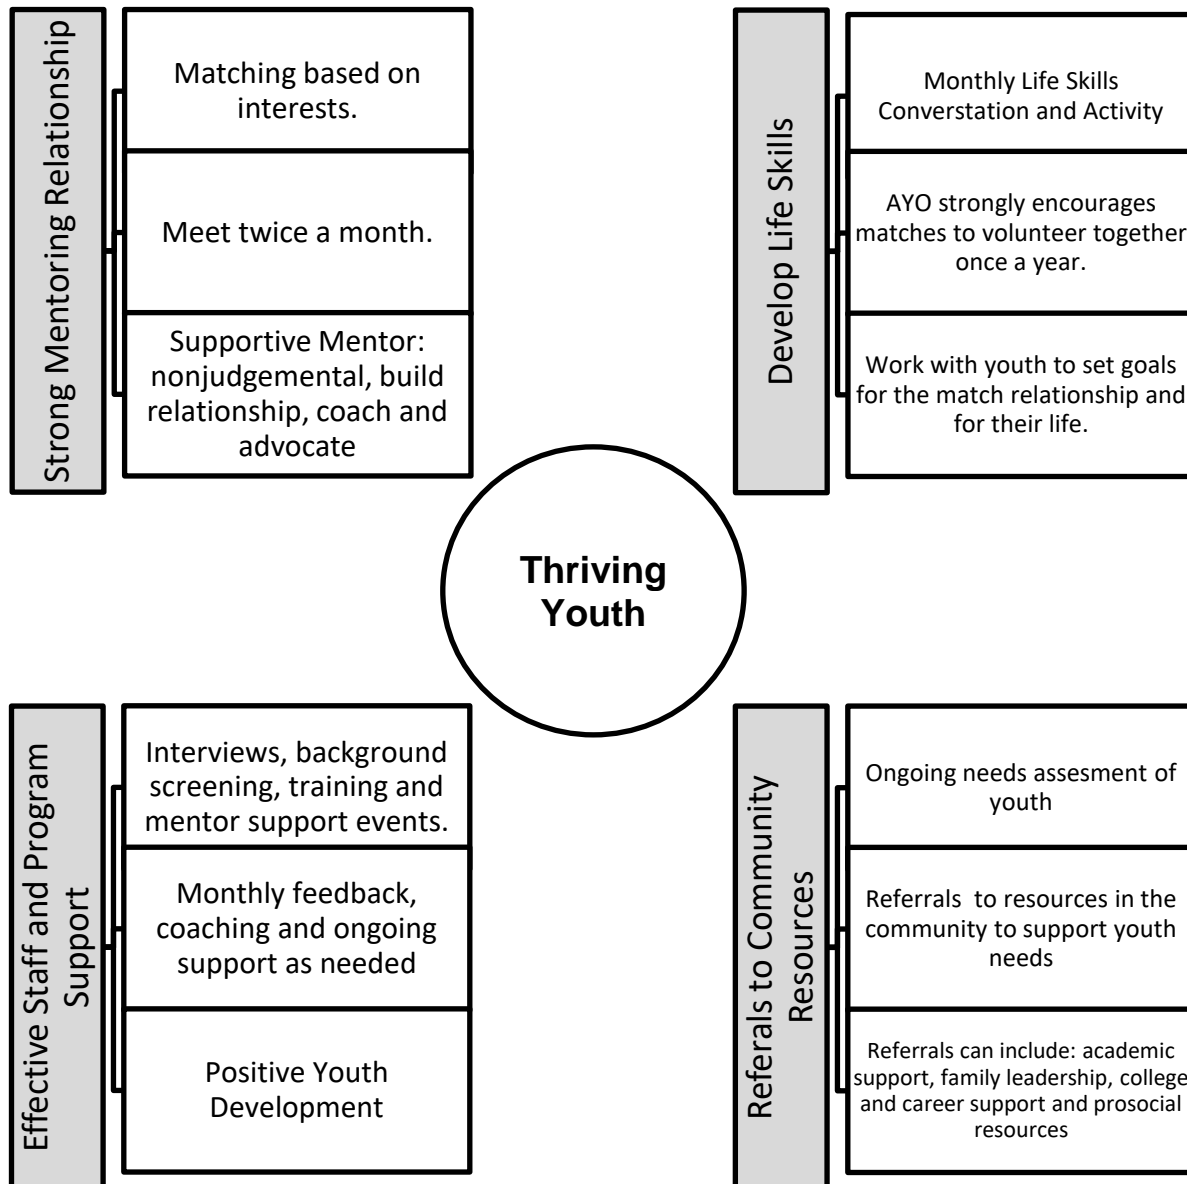 Strong Mentoring Relationship
Matching based on
interests.
Meet twice a month.
Supportive Mentor:
nonjudgemental, build
relationship, coach and
advocate
Develop Life Skills
Monthly Life Skills
Converstation and Activity
AYO strongly encourages
matches to volunteer together
once a year.
Work with youth to set goals
for the match relationship and
for their life.
Thriving
Youth
Effective Staff and Program
Support
Interviews, background
screening, training and
mentor support events.
Monthly feedback,
coaching and ongoing
support as needed
Positive Youth
Development
Referrals to Community
Resources
Ongoing needs assesment of
youth
Referrals  to resources in the
community to support youth
needs
Referrals can include: academic
support, family leadership, college
and career support and prosocial
resources